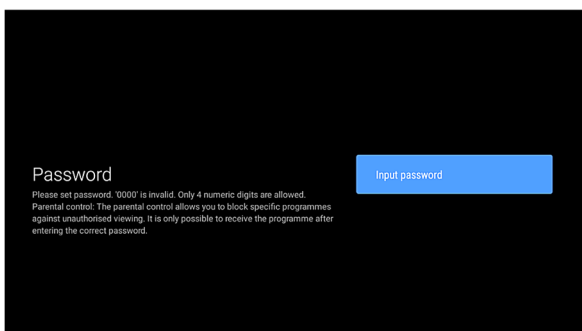 Password
Please set password. '0000' is invalid. Only 4 numeric digits are allowed.
Parental control: The parental control allows you to block specific programmes
against unauthorised viewing. It is only possible to receive the programme after
entering the correct password.
Input password